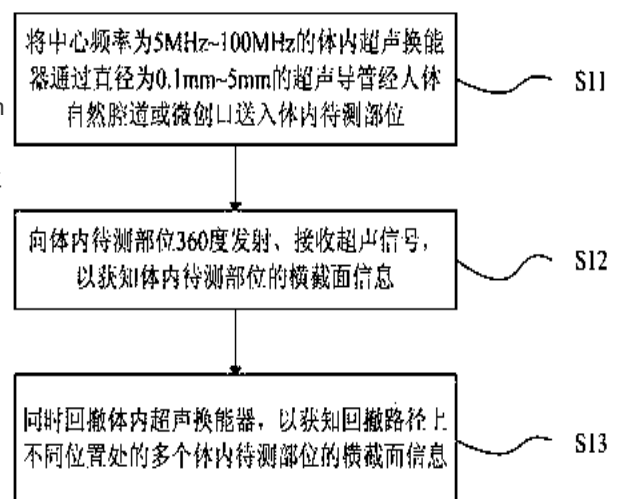 将中心频率为5MHz~100MHz的体内超声换能
器通过直径为0.1mm~5mm的超声导管经人体
自然腔道或微创口送入体内待测部位
S11
向体内待测部位360度发射、接收超声信号,
以获知体内待测部位的横截面信息
S12
同时回撤体内超声换能器，以获知回撤路径上
不同位置处的多个体内待测部位的横截面信息
S13